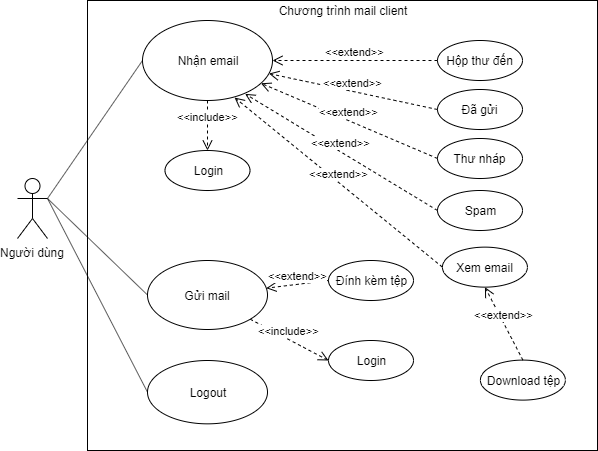 Chương trình mail client
Nhận email
<<extend>>
Hộp thư đến
<<extend>>
Đã gửi
<<include>>
<<extend>>
Thư nháp
<<extend>>
Login
<<extend>>
Spam
Người dùng
Xem email
Gửi mail
<<extend>>
Đính kèm tệp
<<extend>>
<<include>>
Login
Logout
Download tệp